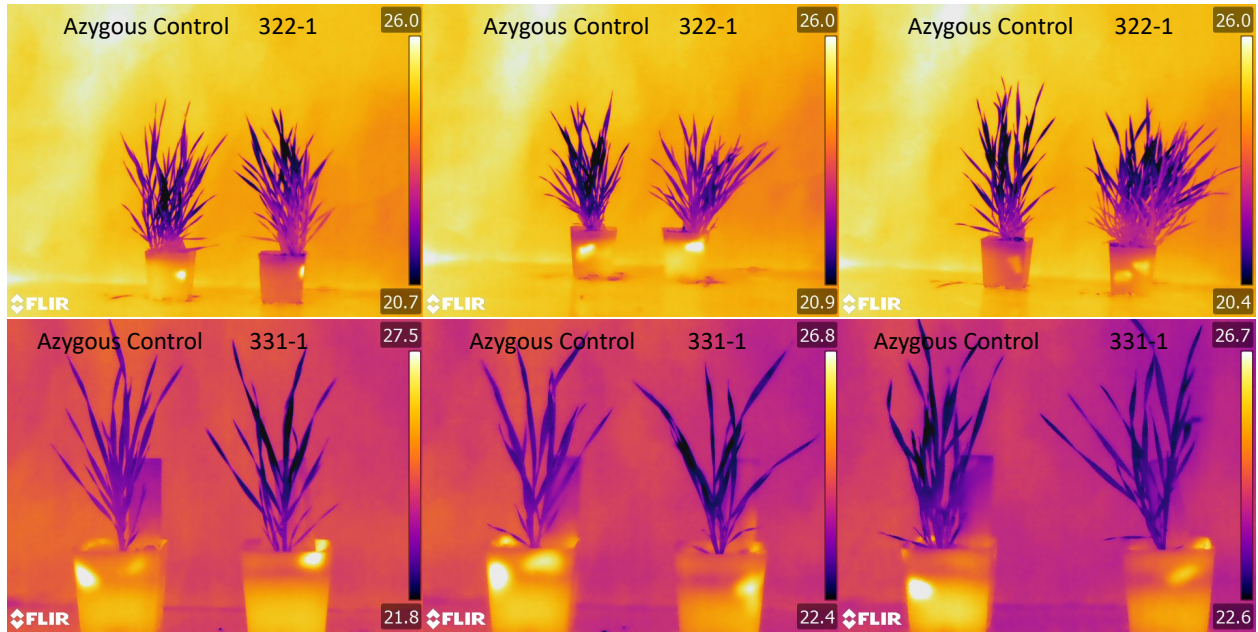 Azygous Control 322-1 26.0
FLIR 20.7
Azygous Control 322-1 26.0
FLIR 20.9
Azygous Control 322-1 26.0
FLIR 20.4
Azygous Control 331-1 27.5
FLIR 21.8
Azygous Control 331-1 26.8
FLIR 22.4
Azygous Control 331-1 26.7
FLIR 22.6